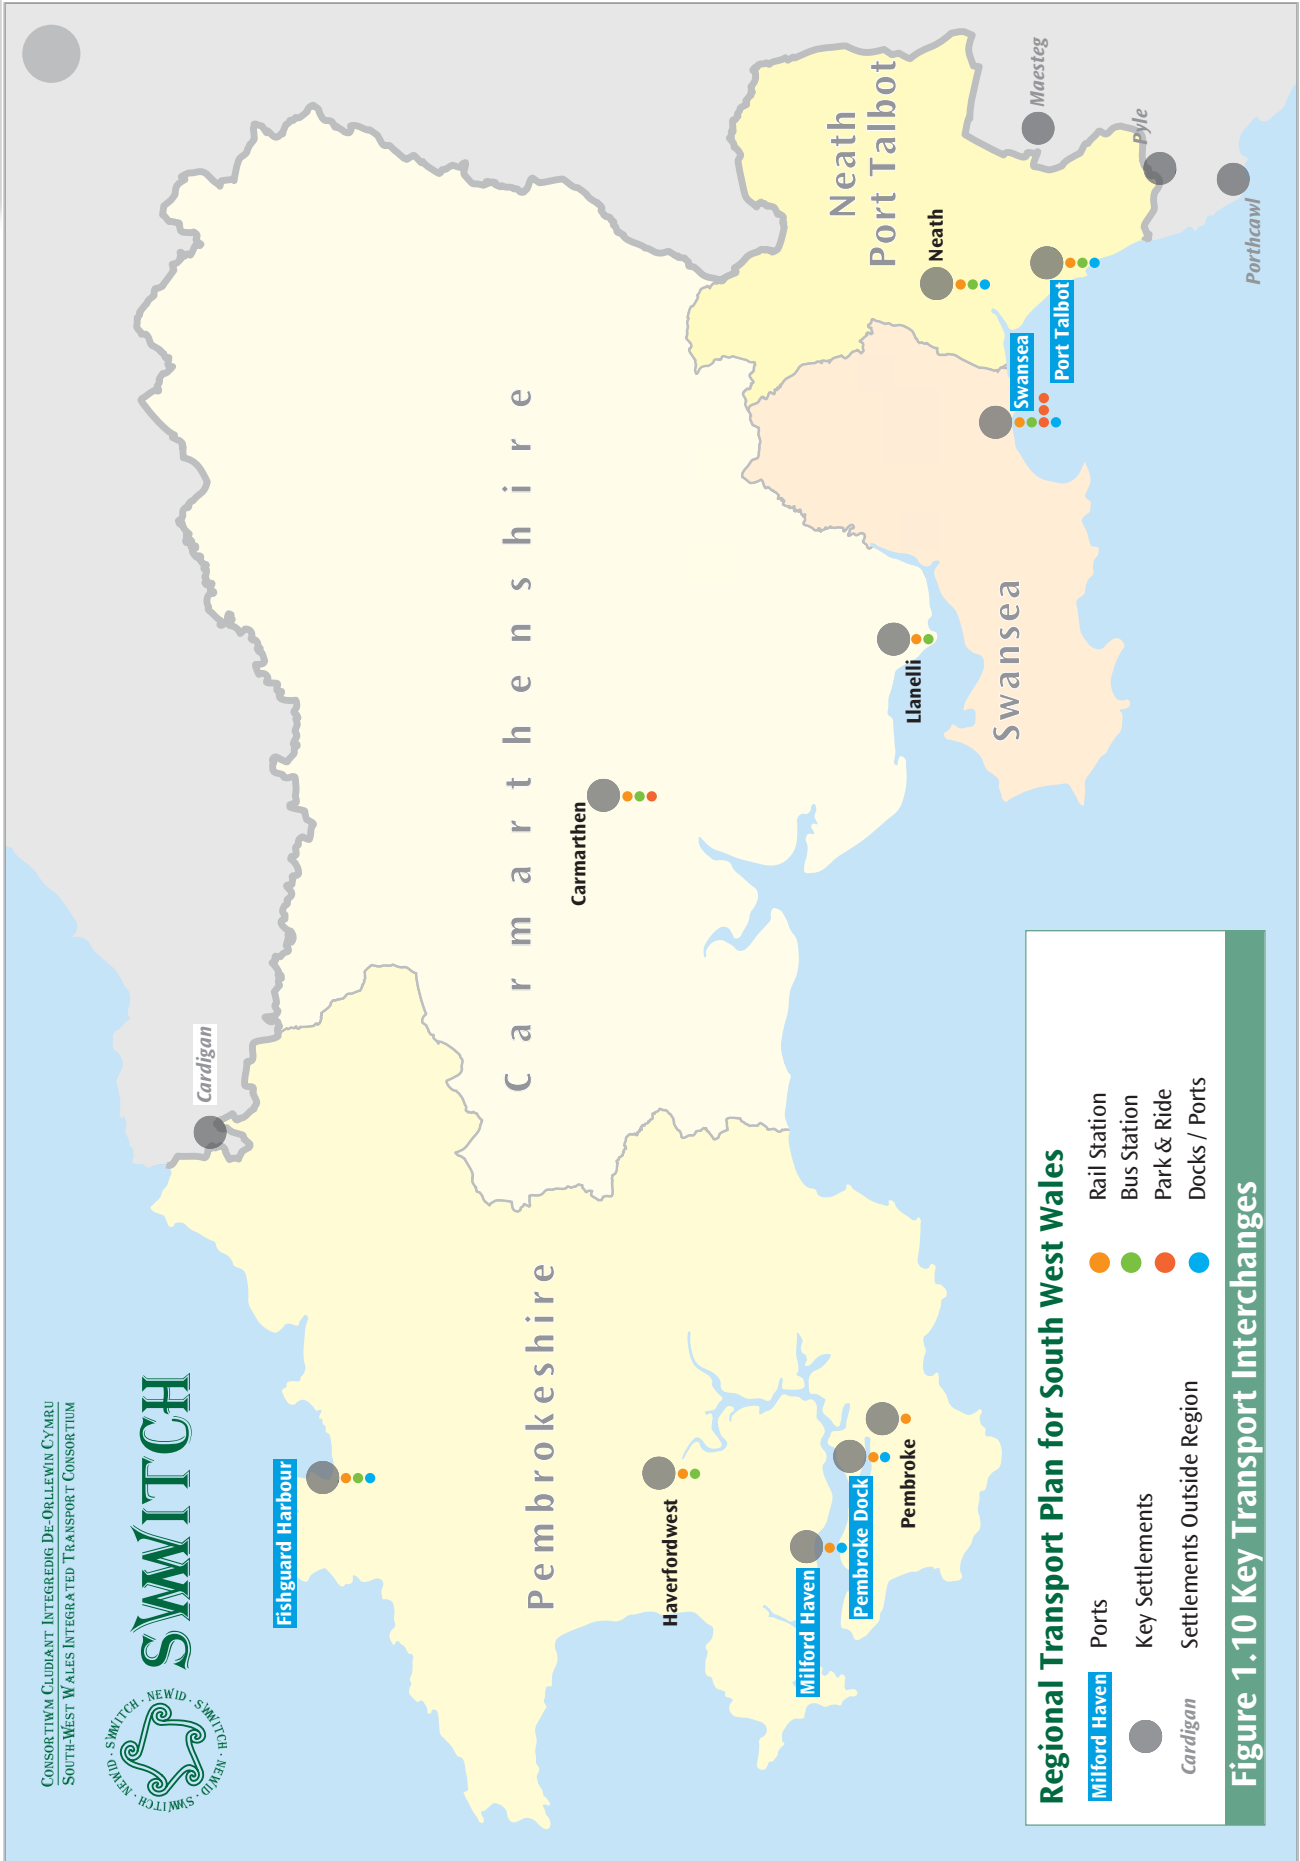 CONSORTIWM CLUDIANT INTEGREDIG DE-ORLLEWIN CYMRU
SOUTH-WEST WALES INTEGRATED TRANSPORT CONSORTIUM
SWWITCH · NEWID · SWWITCH · NEWID · SWWITCH · NEWID ·
SWWITCH
Cardigan
Fishguard Harbour
Carmarthenshire
Pembrokeshire
Carmarthen
Haverfordwest
Neath
Port Talbot
Neath
Maesteg
Pyle
Porthcawl
Port Talbot
Swansea
Llanelli
Swansea
Milford Haven
Pembroke Dock
Pembroke
Regional Transport Plan for South West Wales
Milford Haven Ports
Key Settlements
Cardigan Settlements Outside Region
Rail Station
Bus Station
Park & Ride
Docks / Ports
Figure 1.10 Key Transport Interchanges